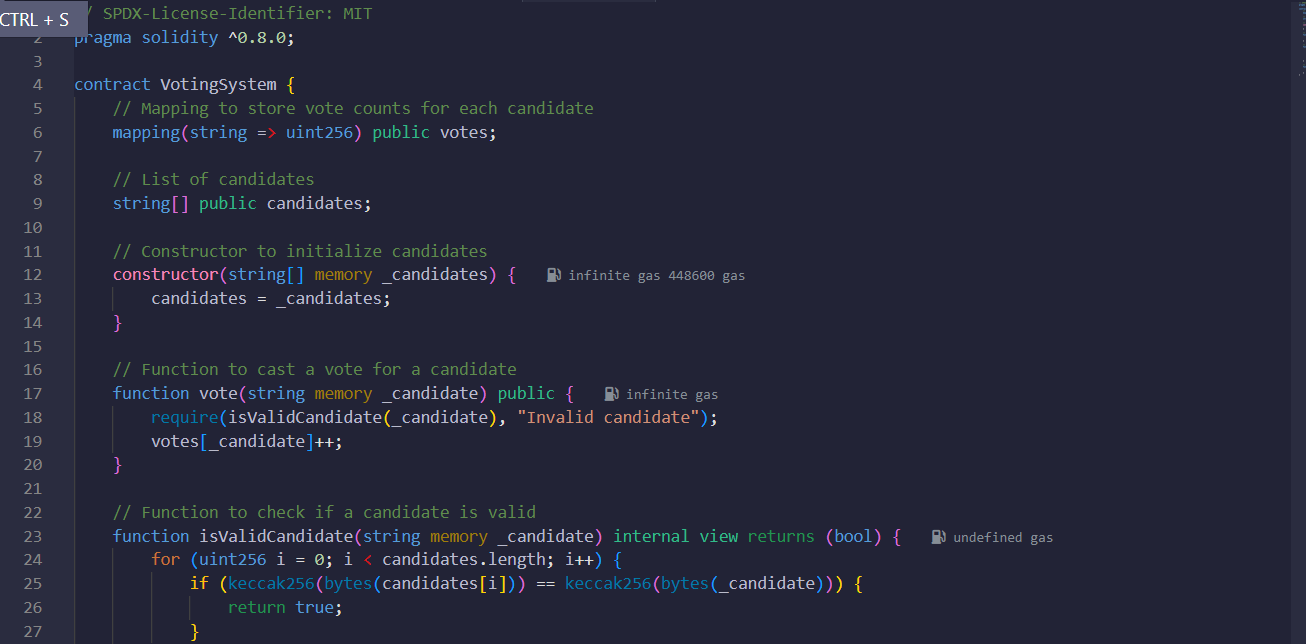 CTRL + S
/ SPDX-License-Identifier: MIT
2 pragma solidity ^0.8.0;
3
4 contract VotingSystem {
5     // Mapping to store vote counts for each candidate
6     mapping(string => uint256) public votes;
7
8     // List of candidates
9     string[] public candidates;
10
11     // Constructor to initialize candidates
12     constructor(string[] memory _candidates) {    infinite gas 448600 gas
13         candidates = _candidates;
14     }
15
16     // Function to cast a vote for a candidate
17     function vote(string memory _candidate) public {    infinite gas
18         require(isValidCandidate(_candidate), "Invalid candidate");
19         votes[_candidate]++;
20     }
21
22     // Function to check if a candidate is valid
23     function isValidCandidate(string memory _candidate) internal view returns (bool) {    undefined gas
24         for (uint256 i = 0; i < candidates.length; i++) {
25             if (keccak256(bytes(candidates[i])) == keccak256(bytes(_candidate))) {
26                 return true;
27             }